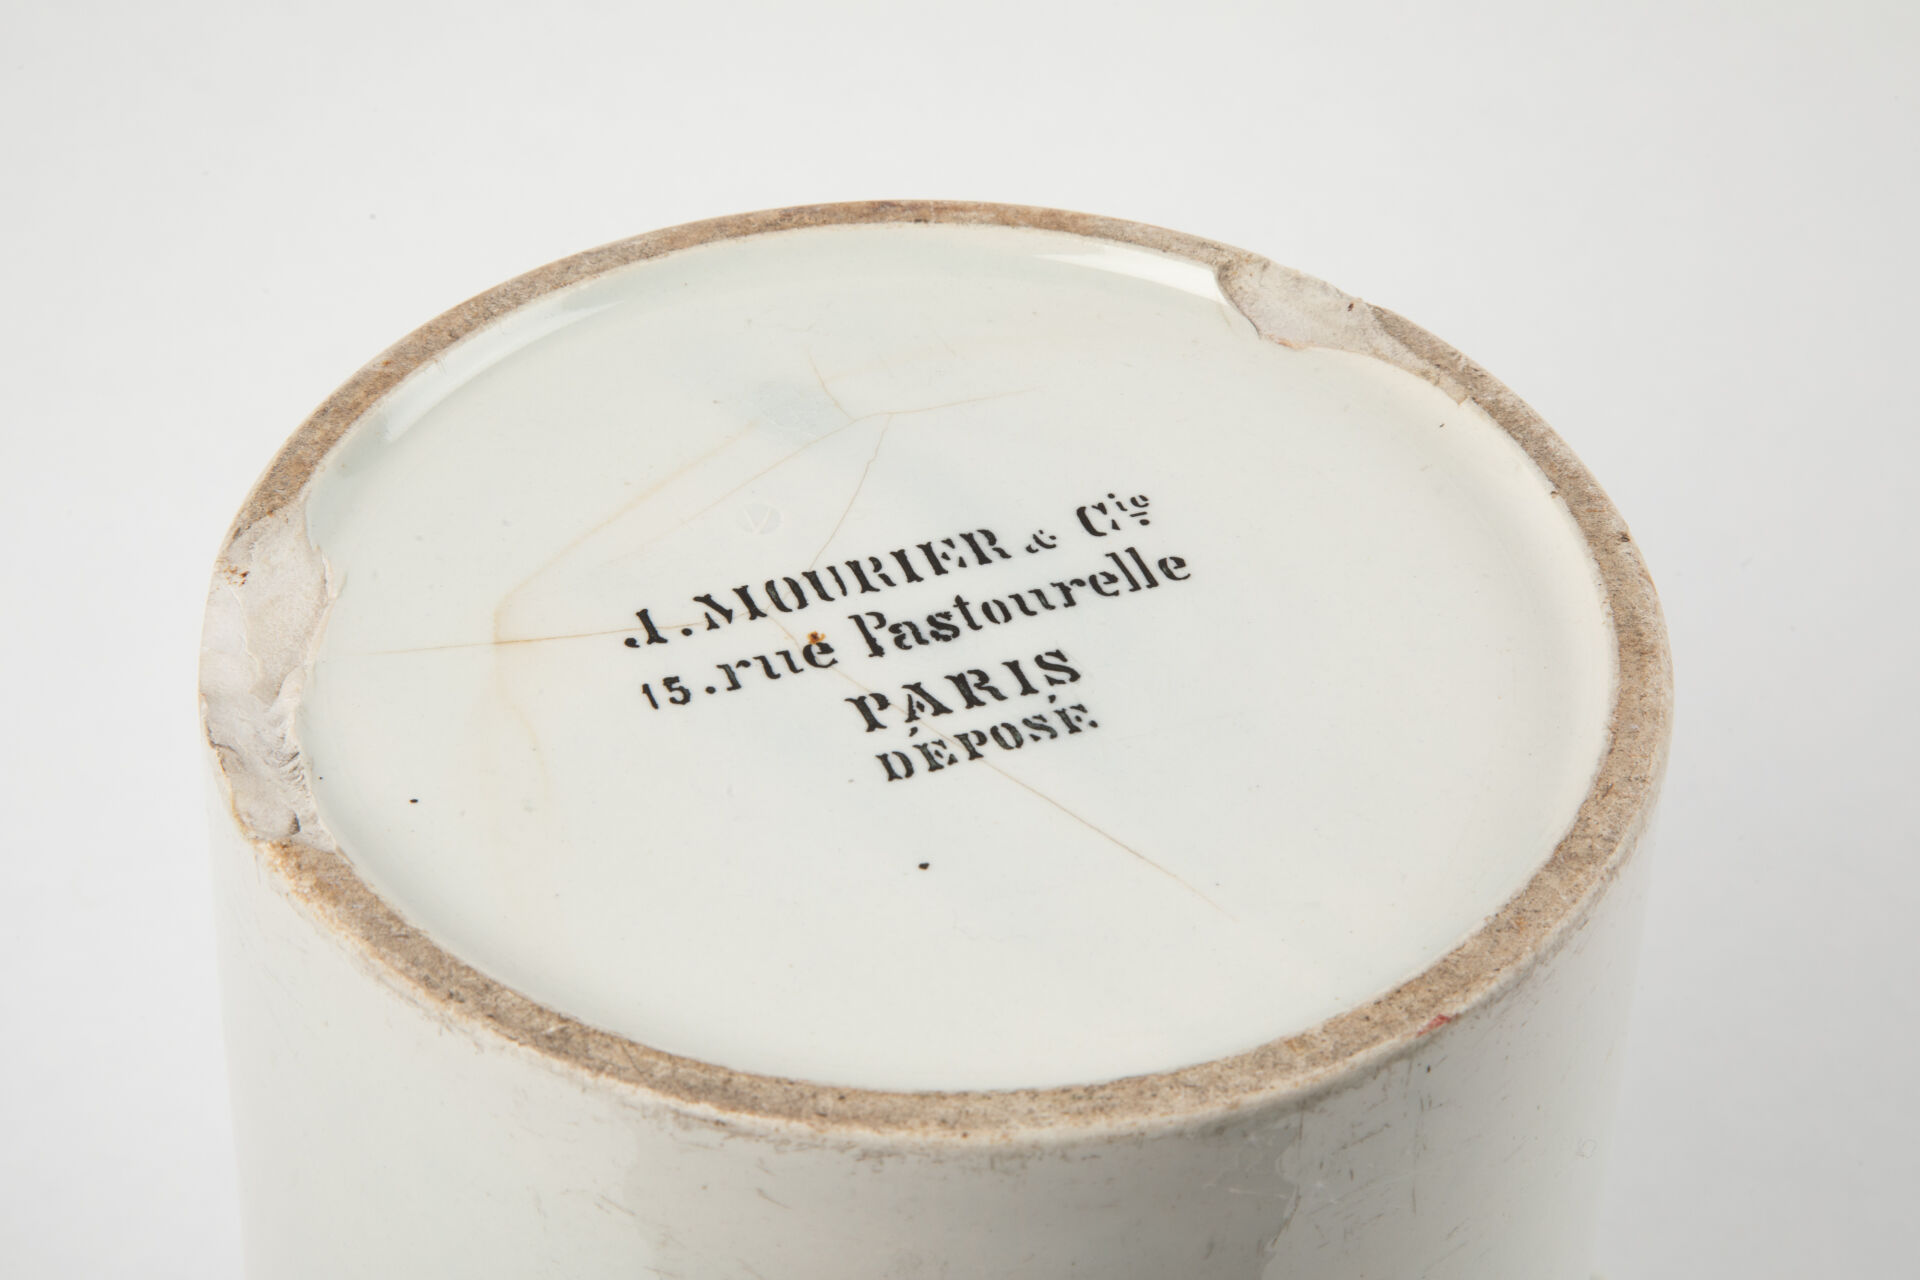 J. MOURIER & Cie
15. rue Pastourelle
PARIS
DÉPOSÉ